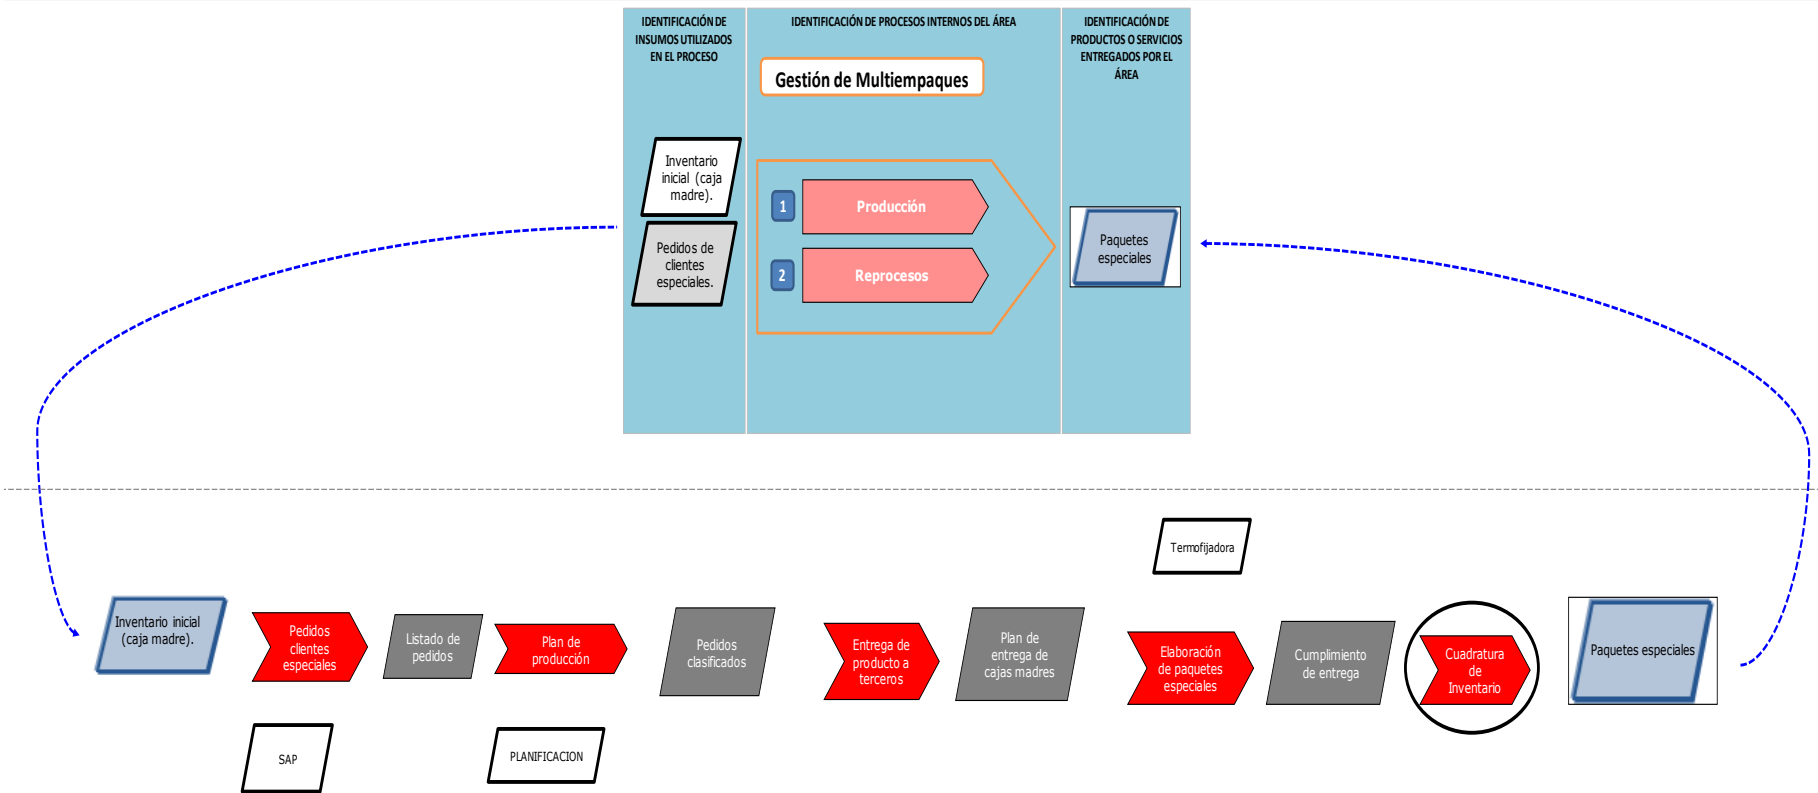 IDENTIFICACIÓN DE
INSUMOS UTILIZADOS
EN EL PROCESO
IDENTIFICACIÓN DE PROCESOS INTERNOS DEL ÁREA
IDENTIFICACIÓN DE
PRODUCTOS O SERVICIOS
ENTREGADOS POR EL
ÁREA
Gestión de Multiempaques
Inventario
inicial (caja
madre).
Pedidos de
clientes
especiales.
1
Producción
2
Reprocesos
Paquetes
especiales
Termofijadora
Inventario inicial
(caja madre).
Pedidos
clientes
especiales
Listado de
pedidos
Plan de
producción
Pedidos
clasificados
Entrega de
producto a
terceros
Plan de
entrega de
cajas madres
Elaboración
de paquetes
especiales
Cumplimiento
de entrega
Cuadratura
de
Inventario
Paquetes especiales
SAP
PLANIFICACION